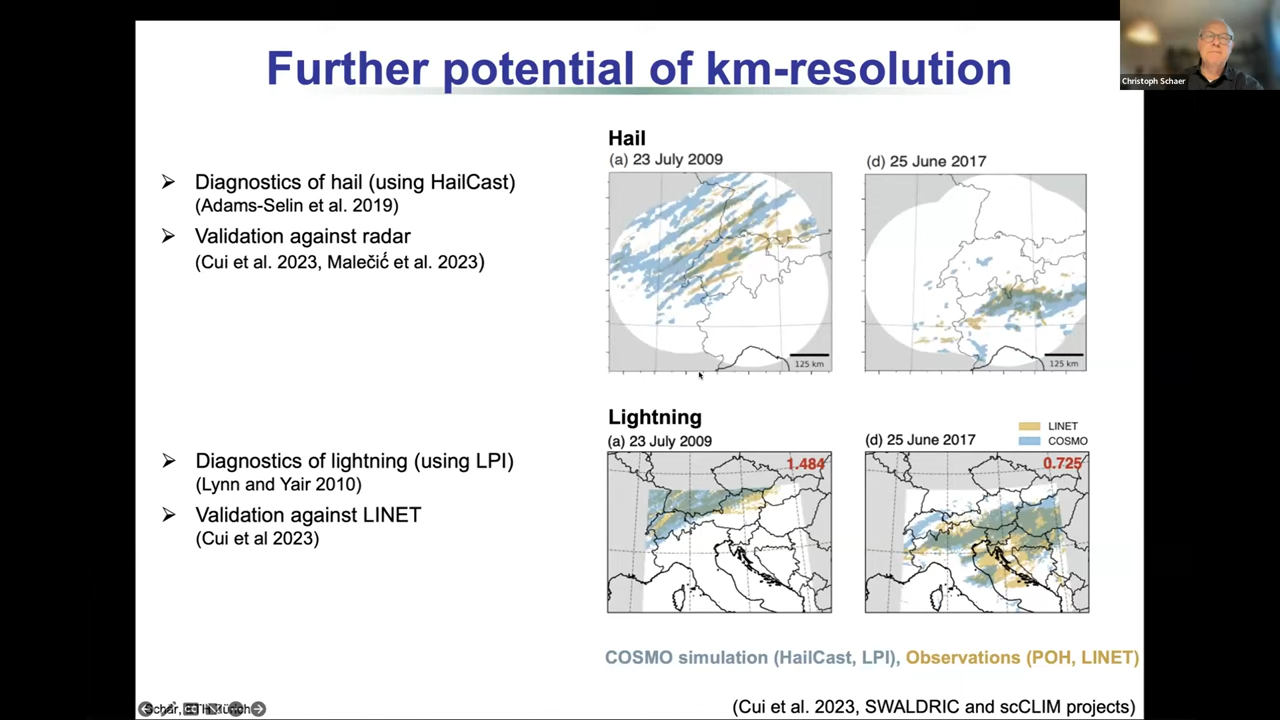 Further potential of km-resolution
Christoph Schaer
Hail
(a) 23 July 2009
(d) 25 June 2017
➢ Diagnostics of hail (using HailCast)
(Adams-Selin et al. 2019)
➢ Validation against radar
(Cui et al. 2023, Malečić et al. 2023)
125 km
125 km
Lightning
(a) 23 July 2009
(d) 25 June 2017
LINET
COSMO
1.484
0.725
➢ Diagnostics of lightning (using LPI)
(Lynn and Yair 2010)
➢ Validation against LINET
(Cui et al 2023)
COSMO simulation (HailCast, LPI), Observations (POH, LINET)
(Cui et al. 2023, SWALDRIC and scCLIM projects)